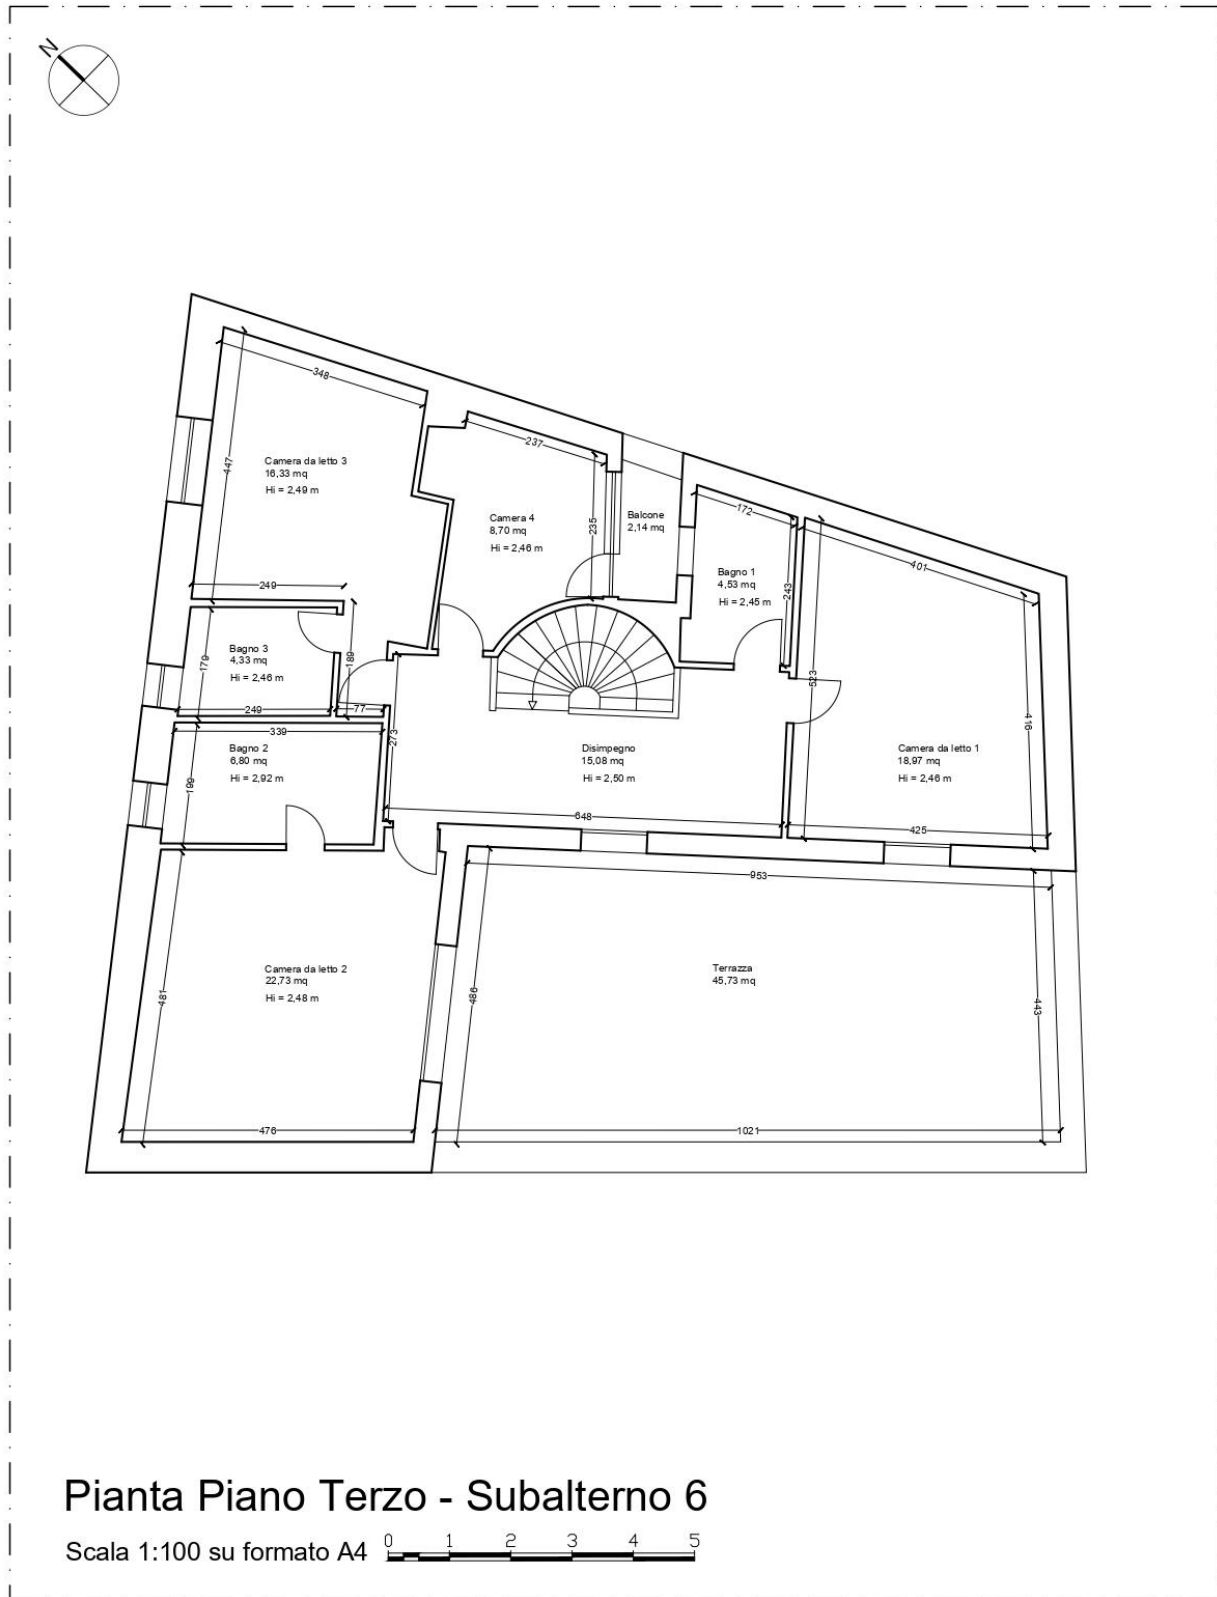 N
348
447
Camera da letto 3
16,33 mq
Hi = 2,49 m
249
237
235
Camera 4
8,70 mq
Hi = 2,46 m
Balcone
2,14 mq
172
Bagno 1
4,53 mq
Hi = 2,45 m
243
401
523
416
Camera da letto 1
18,97 mq
Hi = 2,46 m
425
179
Bagno 3
4,33 mq
Hi = 2,46 m
189
249
77
339
273
Bagno 2
6,80 mq
Hi = 2,92 m
199
Disimpegno
15,08 mq
Hi = 2,50 m
648
953
Camera da letto 2
22,73 mq
Hi = 2,48 m
481
486
Terrazza
45,73 mq
443
476
1021
Pianta Piano Terzo - Subalterno 6
Scala 1:100 su formato A4 0 1 2 3 4 5